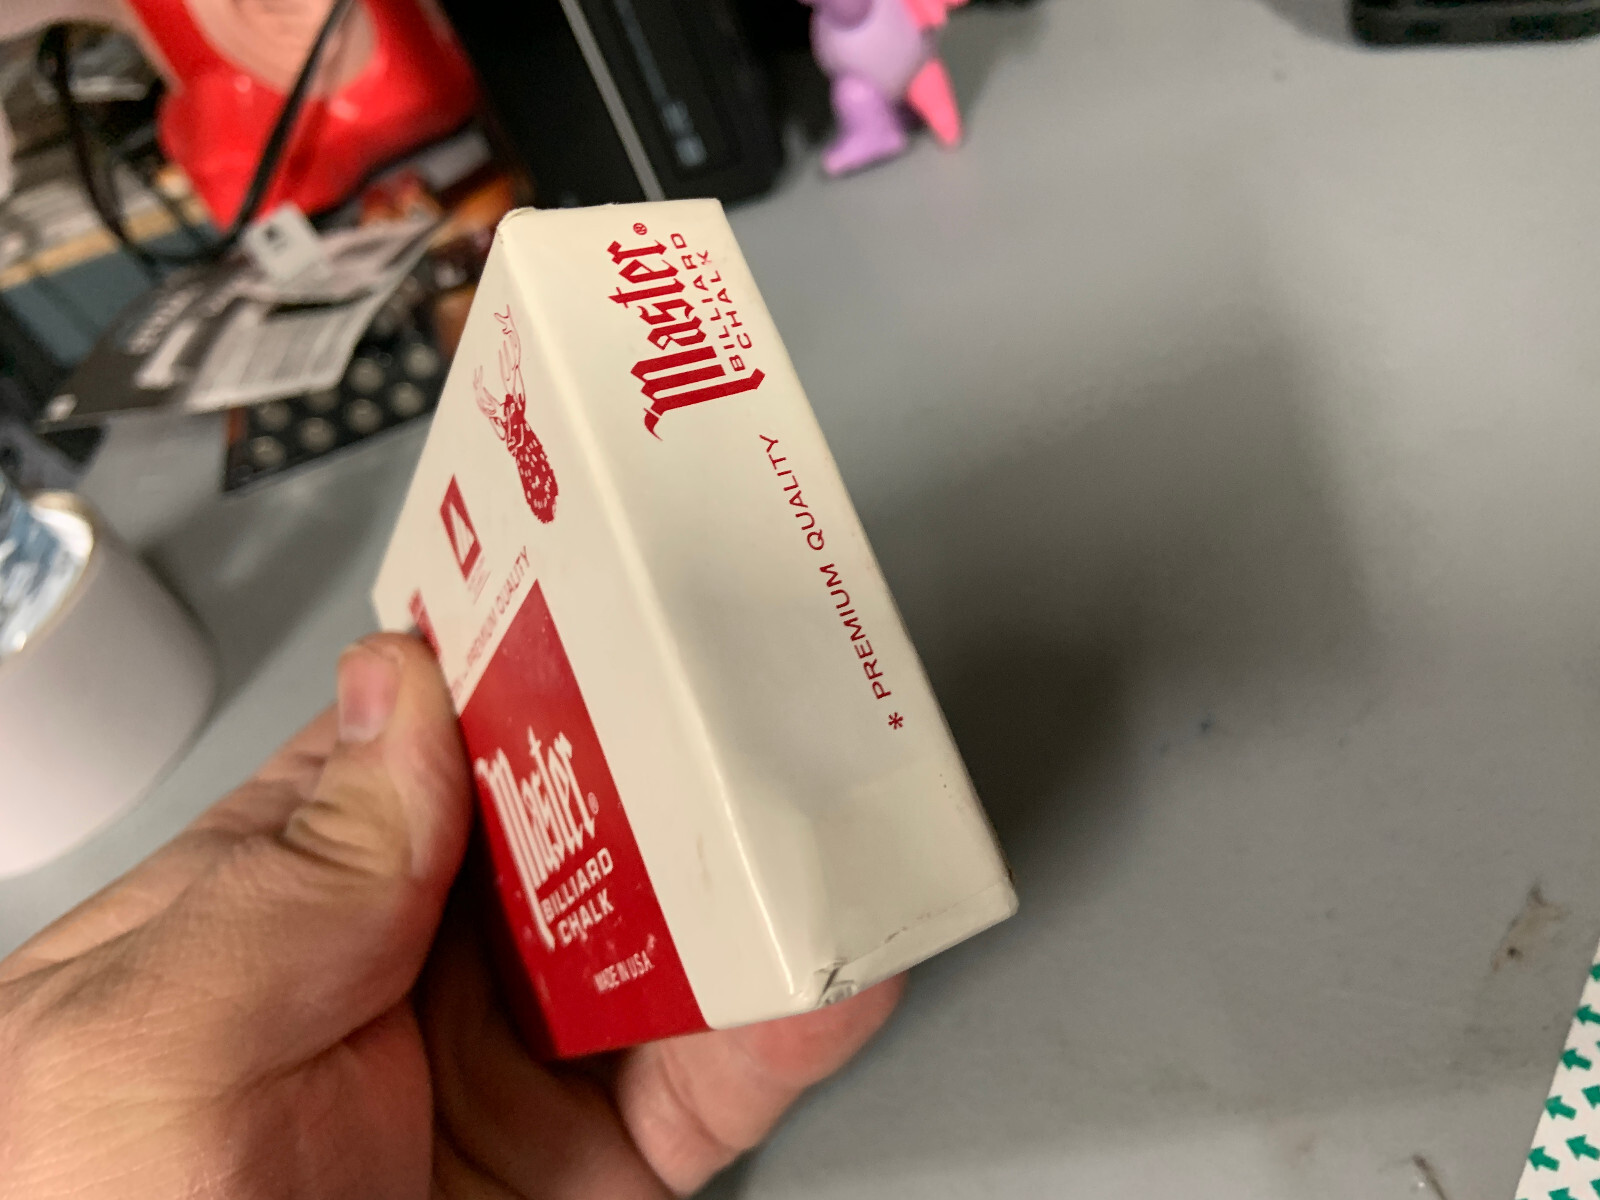 Master®
BILLIARD
CHALK
* PREMIUM QUALITY
PREMIUM QUALITY
Master®
BILLIARD
CHALK
MADE IN USA